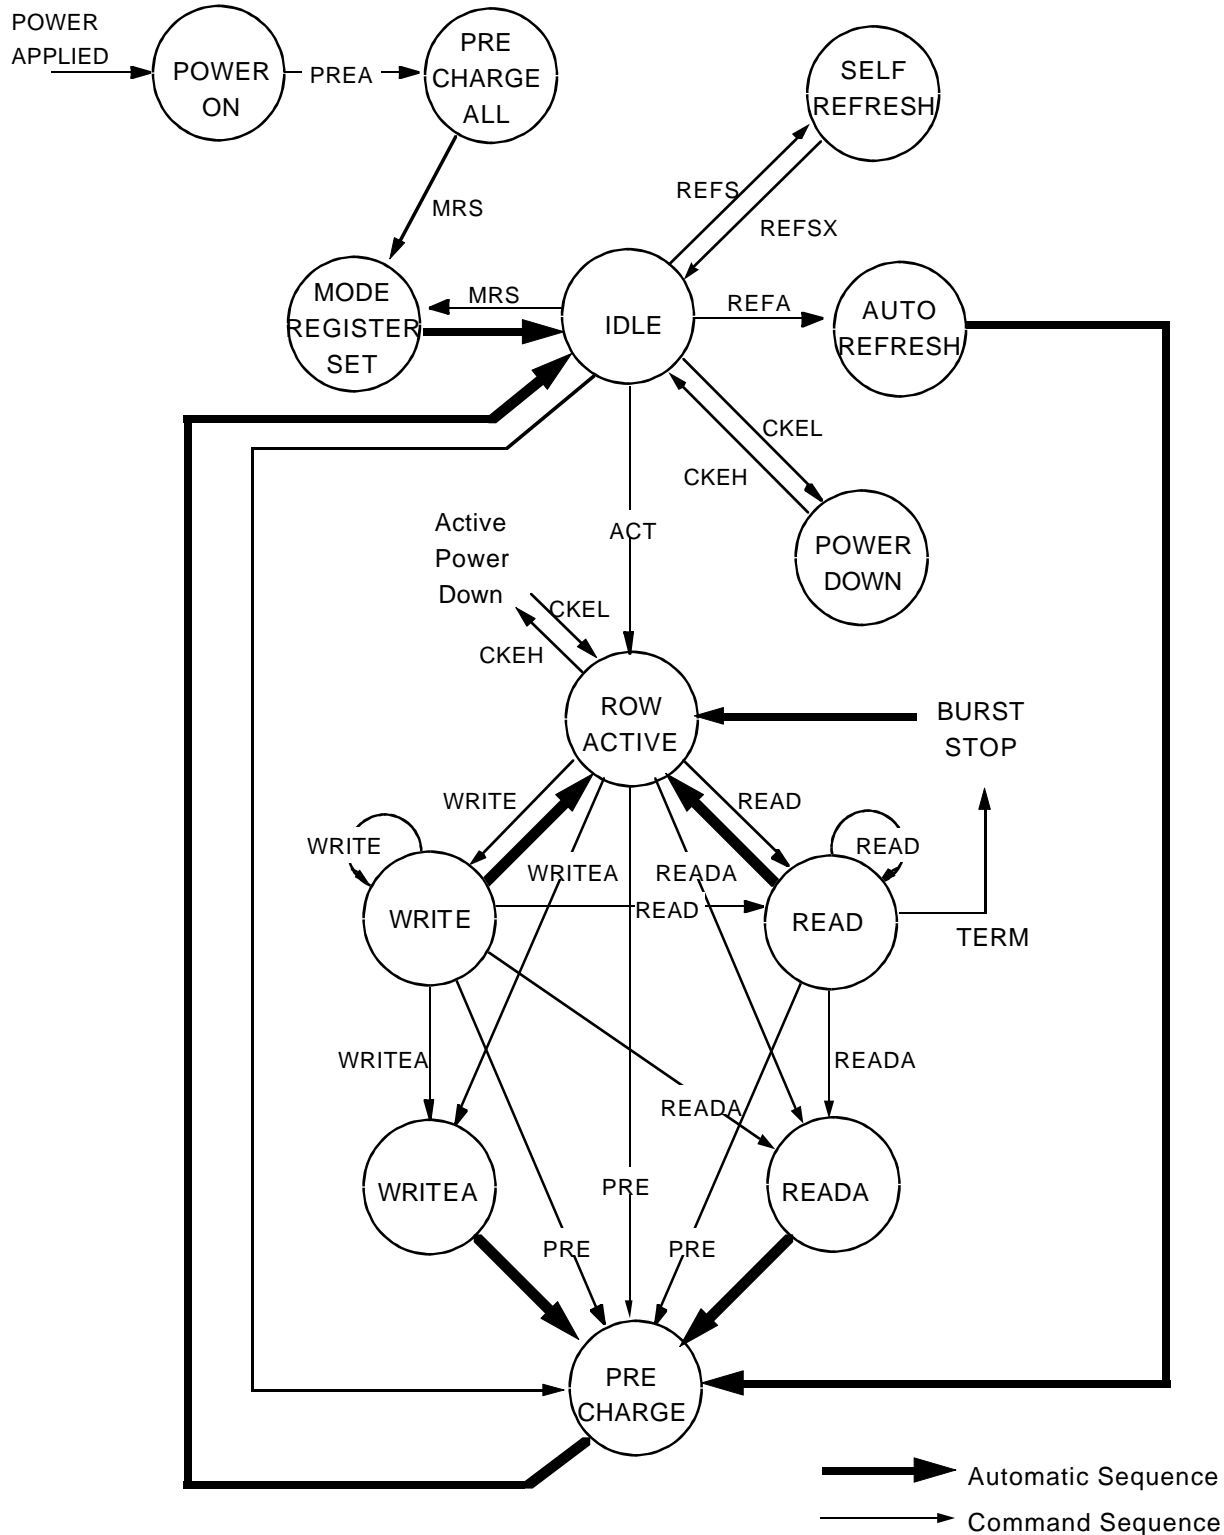 POWER
APPLIED
POWER
ON
PREA
PRE
CHARGE
ALL
SELF
REFRESH
MRS
REFS
REFSX
MODE
REGISTER
SET
MRS
IDLE
REFA
AUTO
REFRESH
CKEL
CKEH
POWER
DOWN
ACT
Active
Power
Down
CKEL
CKEH
ROW
ACTIVE
BURST
STOP
WRITE
READ
WRITE
READ
WRITEA
READA
WRITE
READ
READ
TERM
WRITEA
READA
READA
WRITEA
PRE
READA
PRE
PRE
PRE
CHARGE
Automatic Sequence
Command Sequence